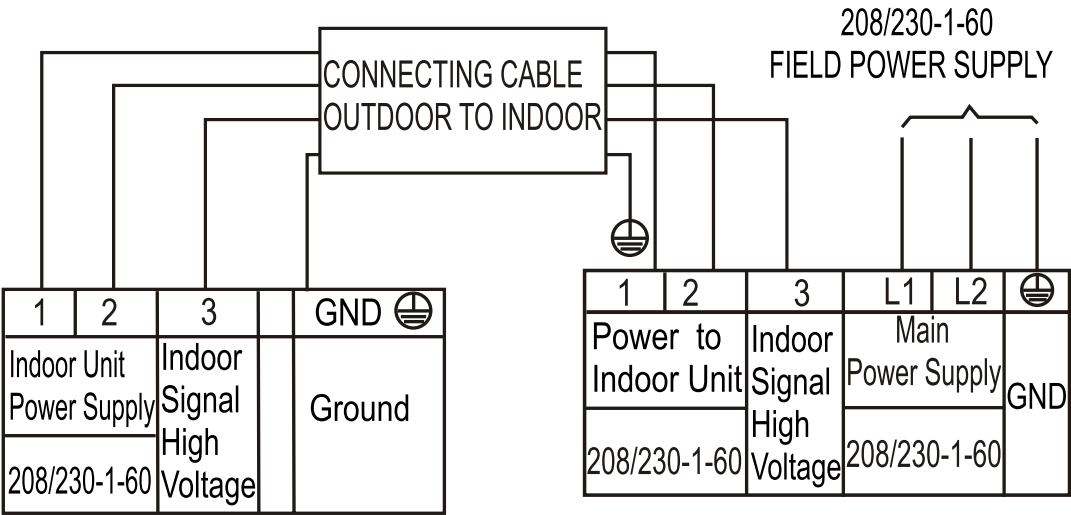 208/230-1-60
FIELD POWER SUPPLY
CONNECTING CABLE
OUTDOOR TO INDOOR
1
2
3
GND
Indoor Unit
Power Supply
208/230-1-60
Indoor
Signal
High
Voltage
Ground
1
2
3
L1
L2
Power to
Indoor Unit
208/230-1-60
Indoor
Signal
High
Voltage
Main
Power Supply
208/230-1-60
GND